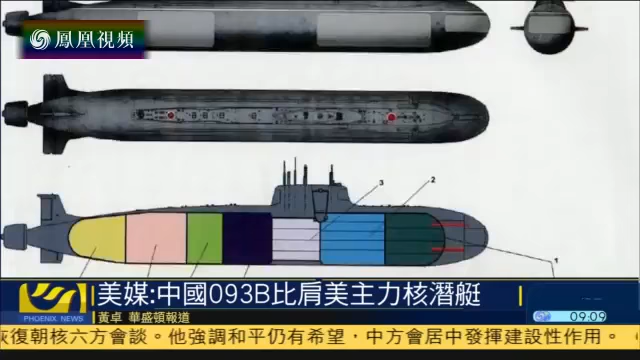 鳳凰視頻
3
2
1
美媒:中國093B比肩美主力核潛艇
PHOENIX NEWS
黃卓 華盛頓報道
09:09
恢復朝核六方會談。他強調和平仍有希望，中方會居中發揮建設性作用。